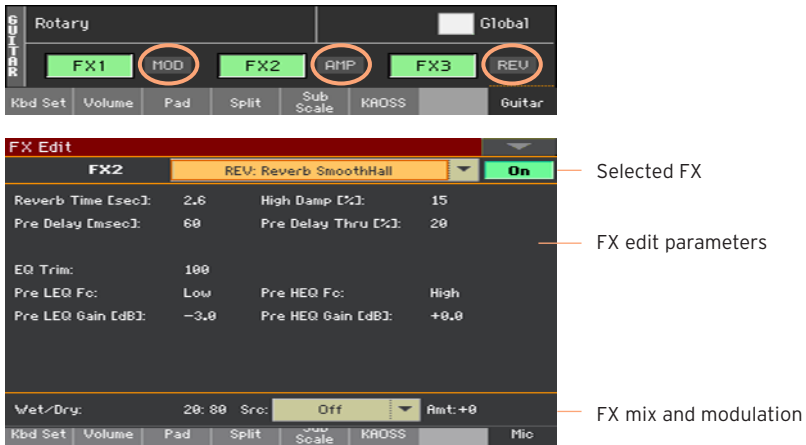 GUITAR
Rotary Global
FX1 MOD FX2 AMP FX3 REV
Kbd Set Volume Pad Split Sub Scale KAOSS Guitar
FX Edit
FX2 REV: Reverb SmoothHall On Selected FX
Reverb Time [sec]: 2.6 High Damp [%]: 15
Pre Delay [msec]: 60 Pre Delay Thru [%]: 20
FX edit parameters
EQ Trim: 100
Pre LEQ Fc: Low Pre HEQ Fc: High
Pre LEQ Gain [dB]: -3.0 Pre HEQ Gain [dB]: +0.0
Wet/Dry: 20:80 Src: Off Amt:+0 FX mix and modulation
Kbd Set Volume Pad Split Sub Scale KAOSS Mic